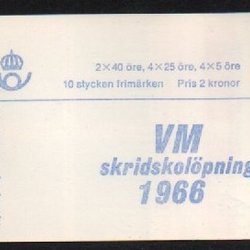 2×40 öre, 4×25 öre, 4×5 öre
10 stycken frimärken Pris 2 kronor
VM
skridskolöpning
1966